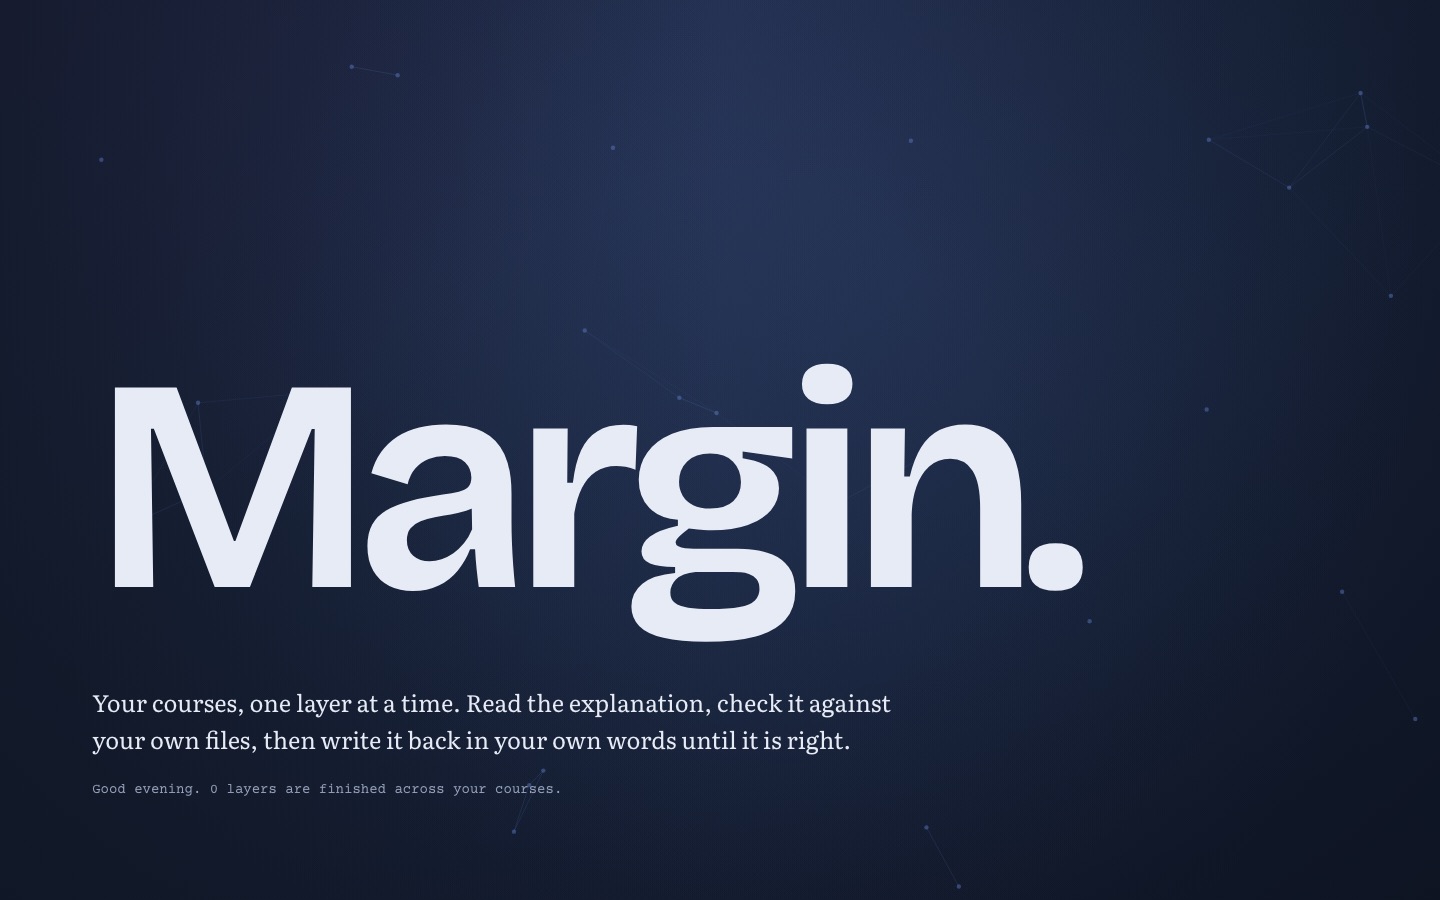 Margin.
Your courses, one layer at a time. Read the explanation, check it against
your own files, then write it back in your own words until it is right.
Good evening. 0 layers are finished across your courses.